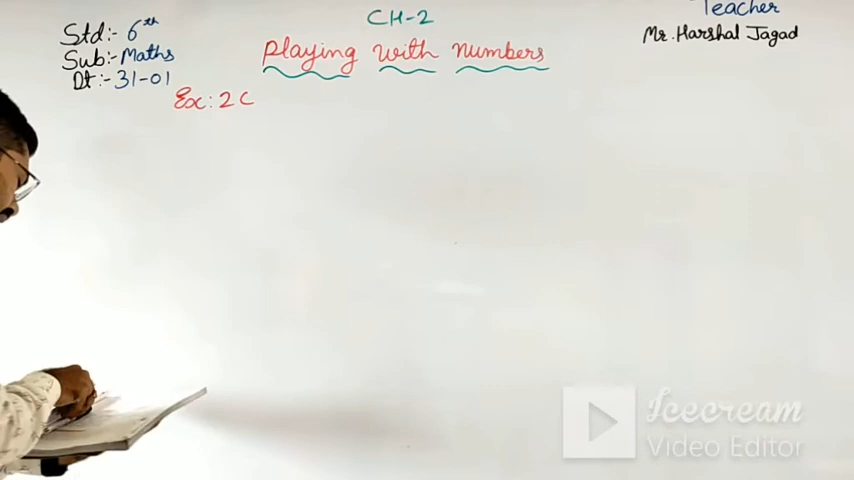 Std:- 6th
Sub:- Maths
Dt:- 31-01
CH-2
Playing with Numbers
Teacher
Mr. Harshal Jagad
Ex: 2C
Icecream
Video Editor